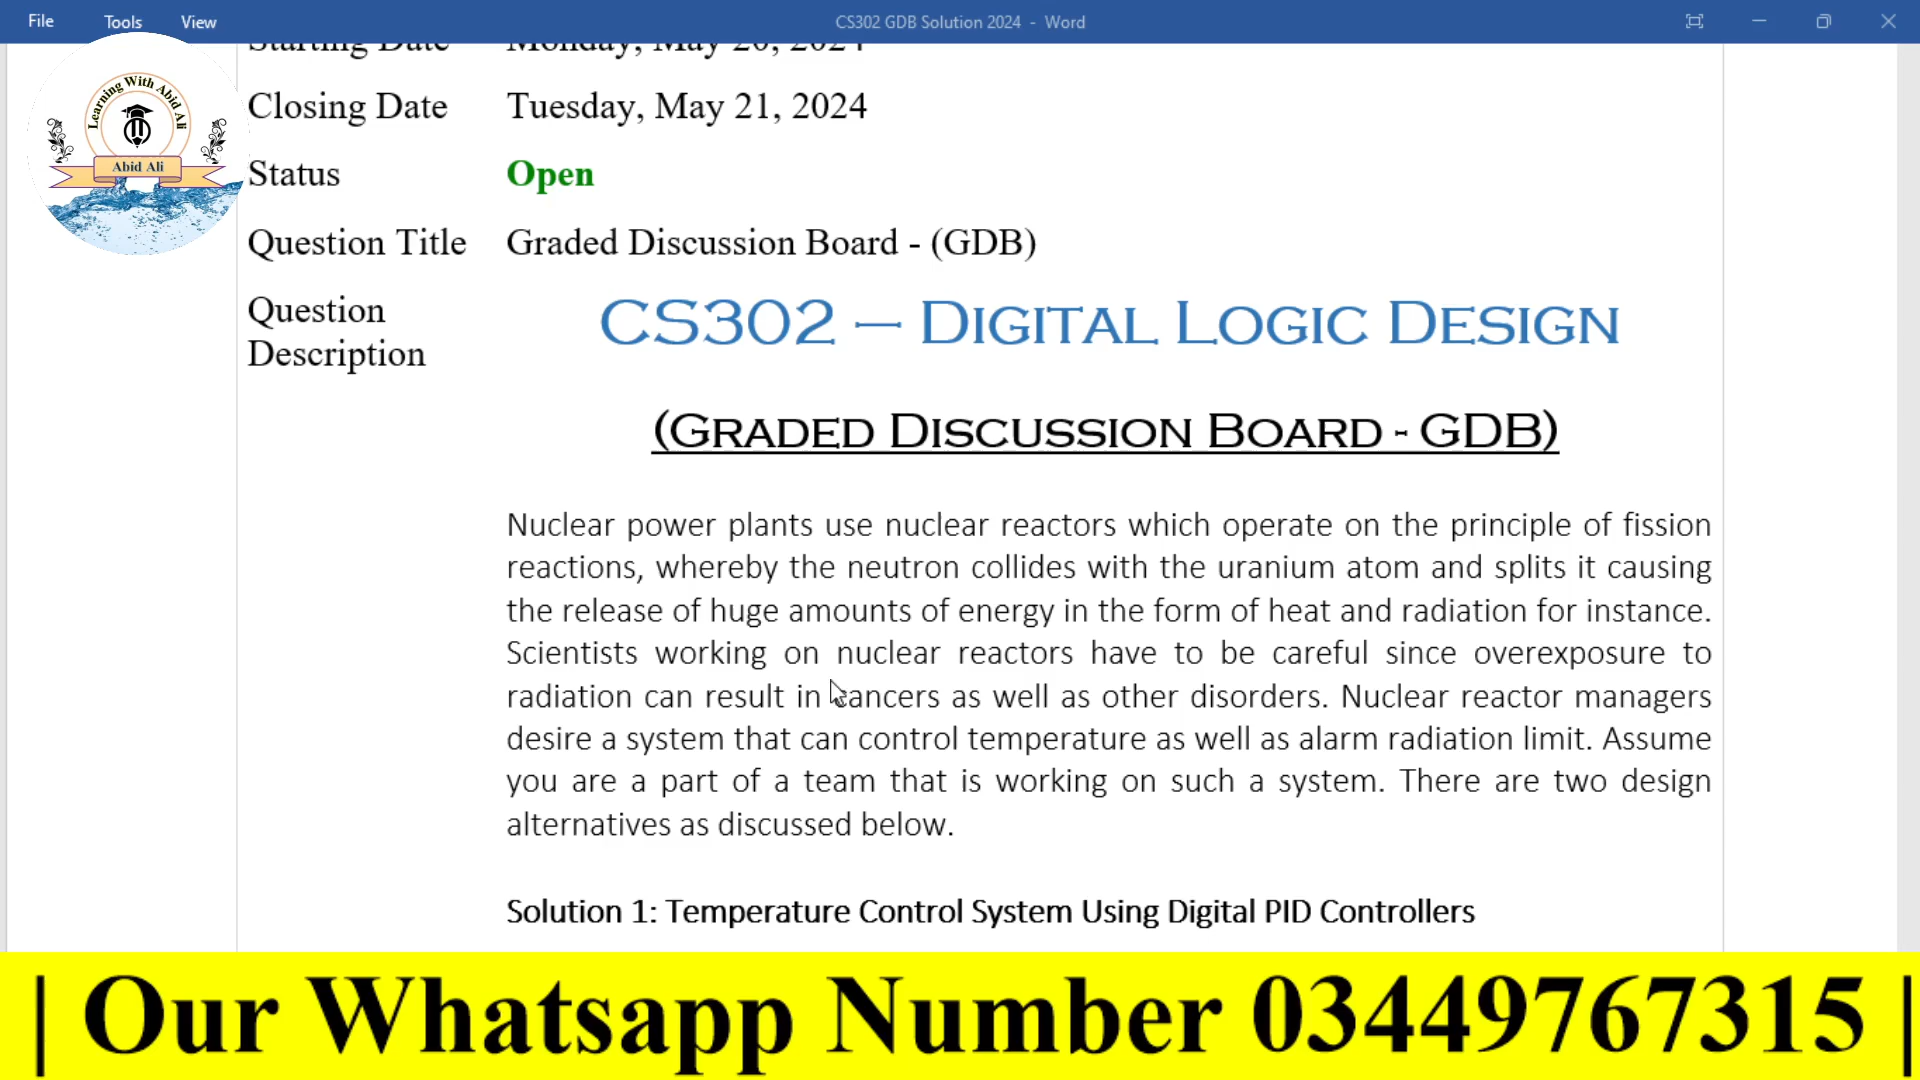 File Tools View CS302 GDB Solution 2024 - Word
Starting Date Monday, May 20, 2024
Learning With Abid Ali
Abid Ali
Closing Date Tuesday, May 21, 2024
Status Open
Question Title Graded Discussion Board - (GDB)
Question Description
CS302 – Digital Logic Design
(Graded Discussion Board - GDB)
Nuclear power plants use nuclear reactors which operate on the principle of fission
reactions, whereby the neutron collides with the uranium atom and splits it causing
the release of huge amounts of energy in the form of heat and radiation for instance.
Scientists working on nuclear reactors have to be careful since overexposure to
radiation can result in cancers as well as other disorders. Nuclear reactor managers
desire a system that can control temperature as well as alarm radiation limit. Assume
you are a part of a team that is working on such a system. There are two design
alternatives as discussed below.
Solution 1: Temperature Control System Using Digital PID Controllers
| Our Whatsapp Number 03449767315 |